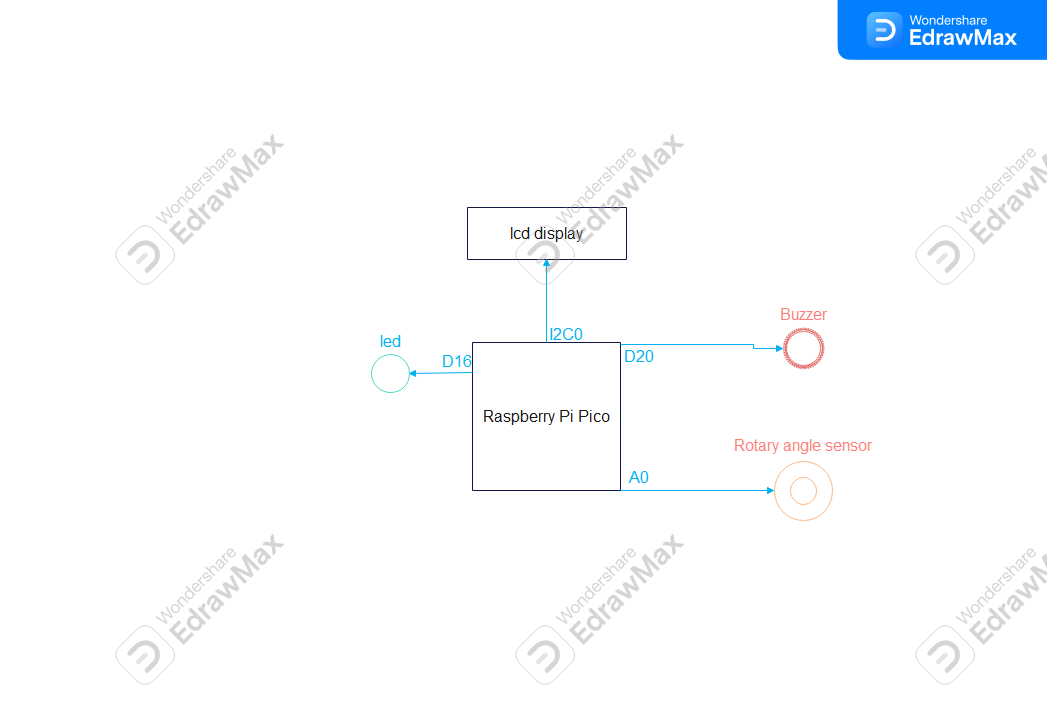 Wondershare
EdrawMax
Wondershare
EdrawMax
Wondershare
EdrawMax
Wondershare
EdrawMax
lcd display
I2C0
Buzzer
led
D16
D20
Raspberry Pi Pico
Rotary angle sensor
A0
Wondershare
EdrawMax
Wondershare
EdrawMax
Wondershare
EdrawMax